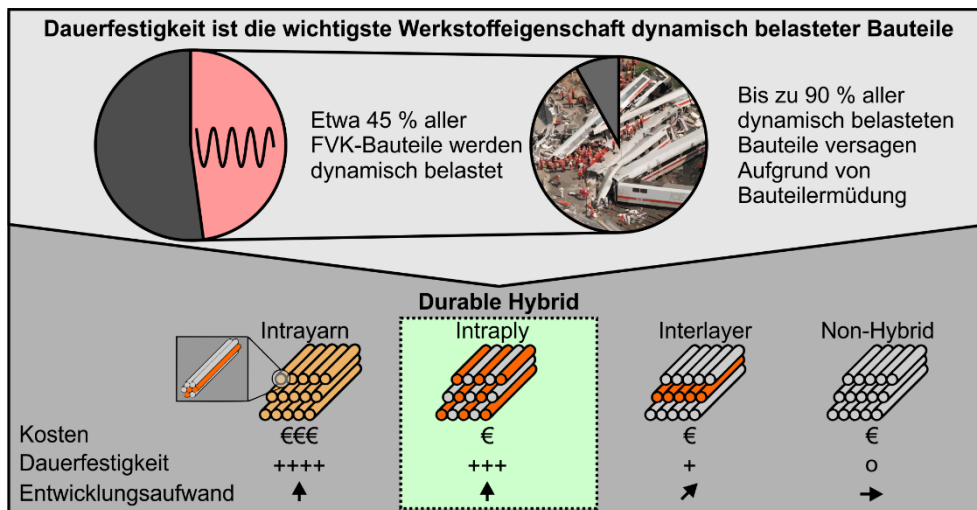 Dauerfestigkeit ist die wichtigste Werkstoffeigenschaft dynamisch belasteter Bauteile
Etwa 45 % aller
FVK-Bauteile werden
dynamisch belastet
Bis zu 90 % aller
dynamisch belasteten
Bauteile versagen
Aufgrund von
Bauteilermüdung
Durable Hybrid
Intrayarn Intraply Interlayer Non-Hybrid
Kosten €€€ € € €
Dauerfestigkeit ++++ +++ + o
Entwicklungsaufwand